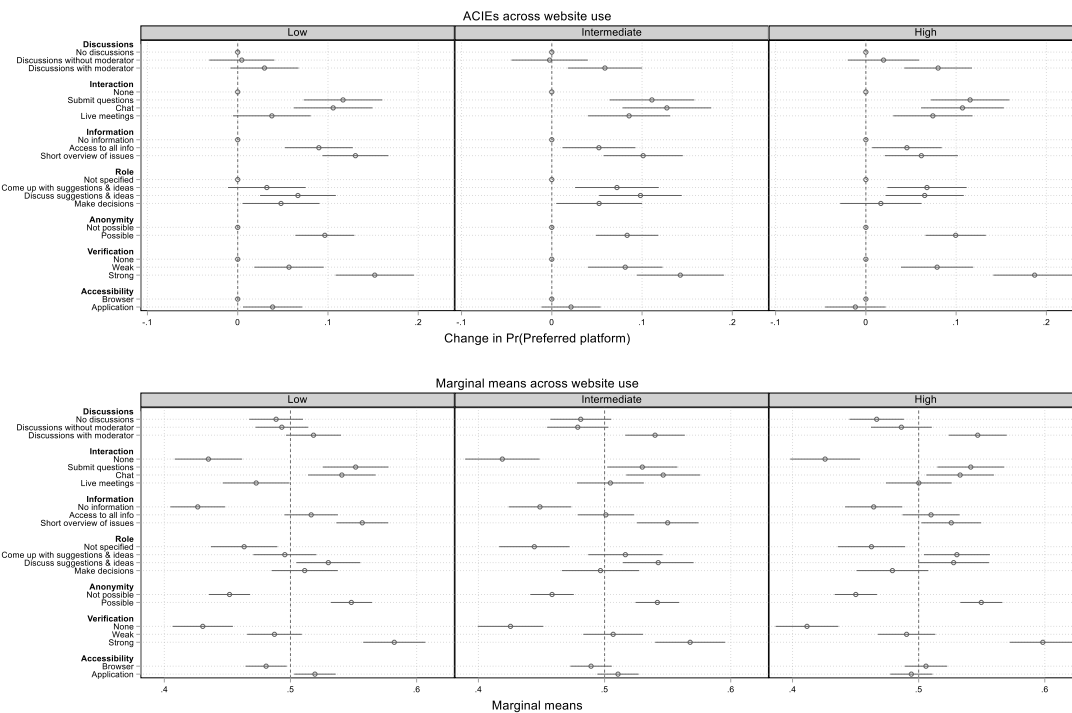 ACIEs across website use
Low
Intermediate
High
Discussions
No discussions
Discussions without moderator
Discussions with moderator
Interaction
None
Submit questions
Chat
Live meetings
Information
No information
Access to all info
Short overview of issues
Role
Not specified
Come up with suggestions & ideas
Discuss suggestions & ideas
Make decisions
Anonymity
Not possible
Possible
Verification
None
Weak
Strong
Accessibility
Browser
Application
-.1 0 .1 .2 -.1 0 .1 .2 -.1 0 .1 .2
Change in Pr(Preferred platform)
Marginal means across website use
Low
Intermediate
High
Discussions
No discussions
Discussions without moderator
Discussions with moderator
Interaction
None
Submit questions
Chat
Live meetings
Information
No information
Access to all info
Short overview of issues
Role
Not specified
Come up with suggestions & ideas
Discuss suggestions & ideas
Make decisions
Anonymity
Not possible
Possible
Verification
None
Weak
Strong
Accessibility
Browser
Application
.4 .5 .6 .4 .5 .6 .4 .5 .6
Marginal means